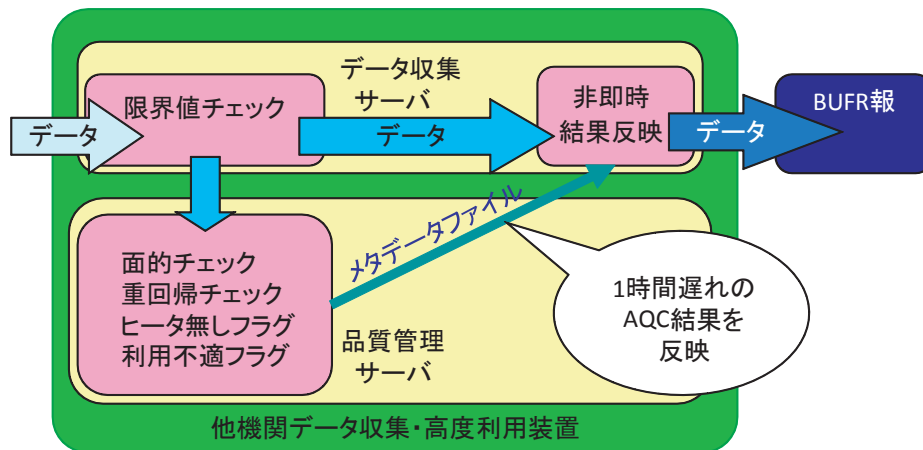 データ
限界値チェック
データ収集
サーバ
データ
非即時
結果反映
データ
BUFR報
面的チェック
重回帰チェック
ヒータ無しフラグ
利用不適フラグ
メタデータファイル
品質管理
サーバ
1時間遅れの
AQC結果を
反映
他機関データ収集・高度利用装置